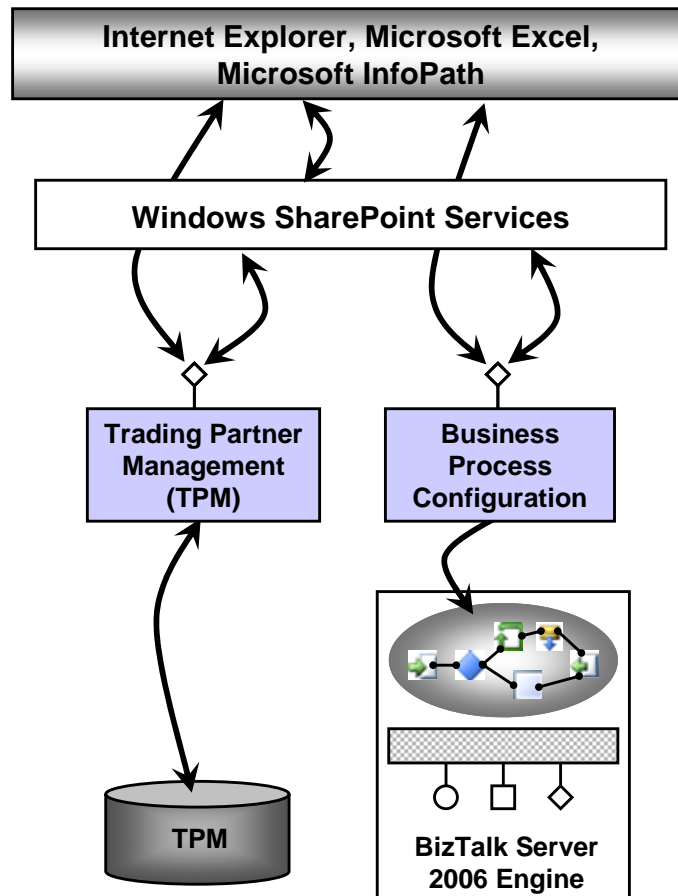 Internet Explorer, Microsoft Excel,
Microsoft InfoPath
Windows SharePoint Services
Trading Partner
Management
(TPM)
Business
Process
Configuration
TPM
BizTalk Server
2006 Engine